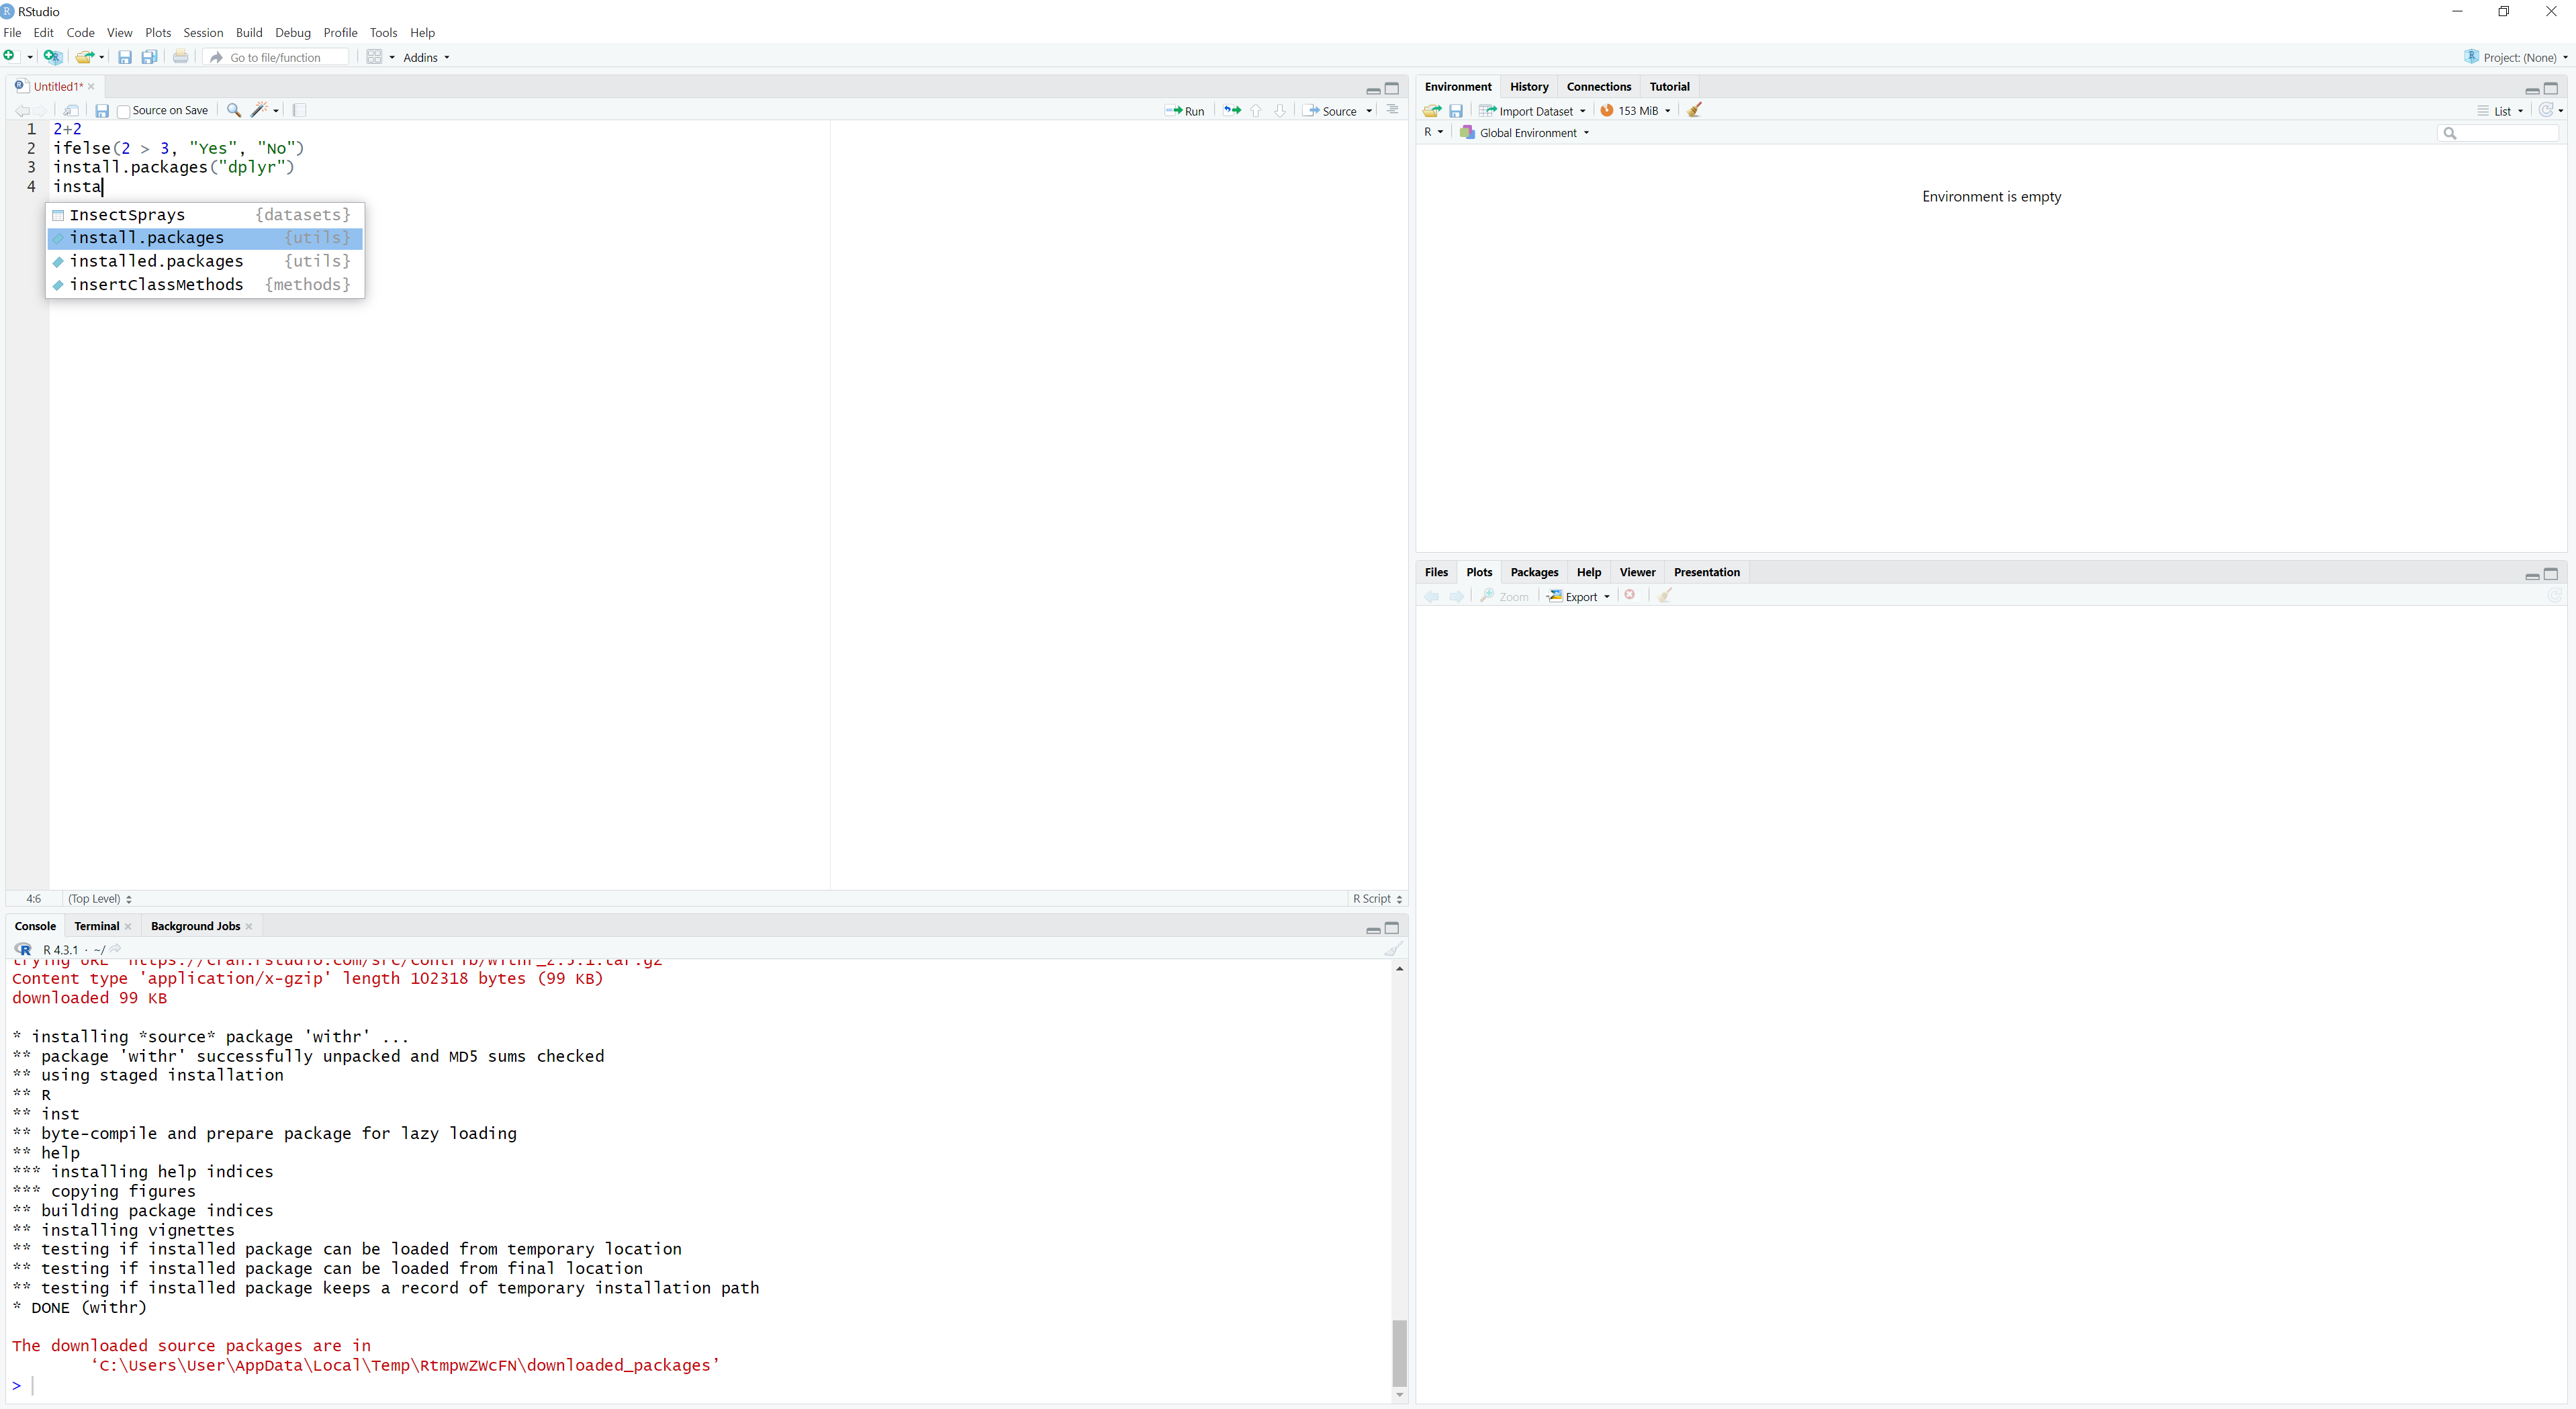 RStudio
File Edit Code View Plots Session Build Debug Profile Tools Help
Go to file/function Addins Project: (None)
Untitled1*
Source on Save Run Source
1 2+2
2 ifelse(2 > 3, "Yes", "No")
3 install.packages("dplyr")
4 insta
InsectSprays {datasets}
install.packages {utils}
installed.packages {utils}
insertClassMethods {methods}
4:6 (Top Level) R Script
Console Terminal Background Jobs
R 4.3.1 · ~/
content type 'application/x-gzip' length 102318 bytes (99 KB)
downloaded 99 KB
* installing *source* package 'withr' ...
** package 'withr' successfully unpacked and MD5 sums checked
** using staged installation
** R
** inst
** byte-compile and prepare package for lazy loading
** help
*** installing help indices
*** copying figures
** building package indices
** installing vignettes
** testing if installed package can be loaded from temporary location
** testing if installed package can be loaded from final location
** testing if installed package keeps a record of temporary installation path
* DONE (withr)
The downloaded source packages are in
‘C:\Users\User\AppData\Local\Temp\RtmpwZWcFN\downloaded_packages’
>
Environment History Connections Tutorial
Import Dataset 153 MiB List
R Global Environment
Environment is empty
Files Plots Packages Help Viewer Presentation
Zoom Export